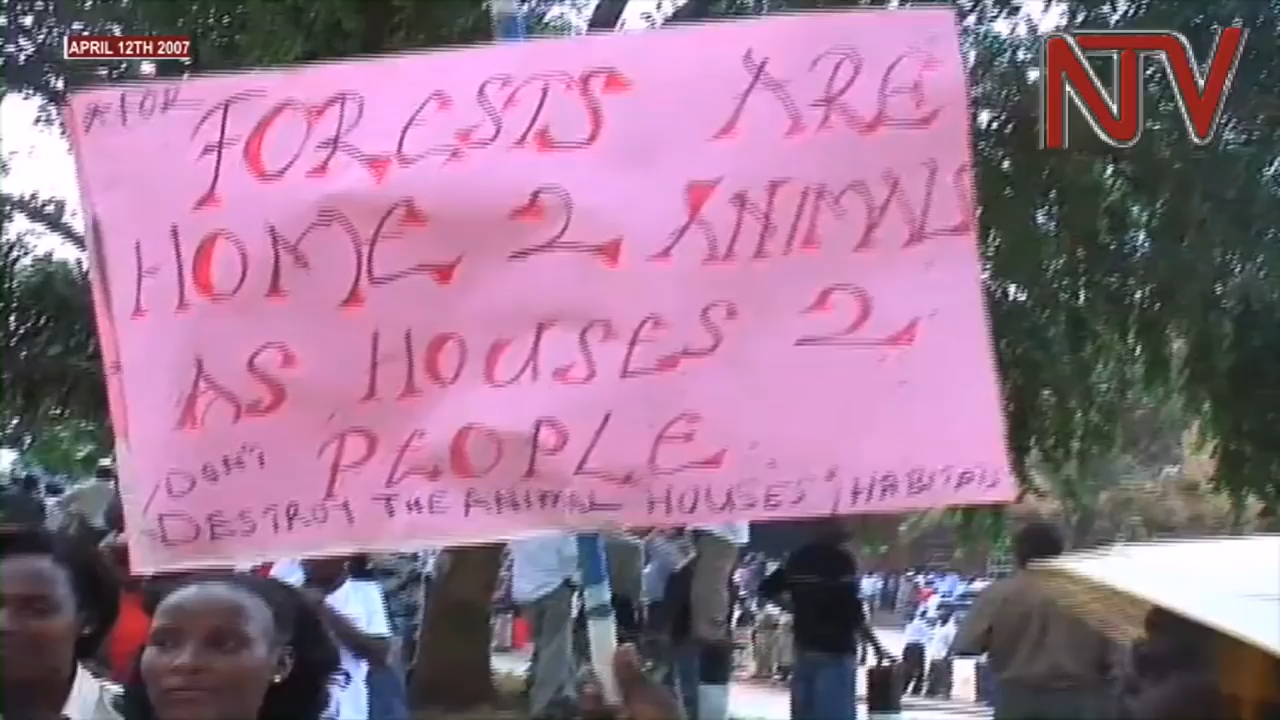 APRIL 12TH 2007
NTV
FORESTS ARE
HOME 2 ANIMALS
AS HOUSES 2
PEOPLE
DON'T
DESTROY THE ANIMAL HOUSES; HABITATS